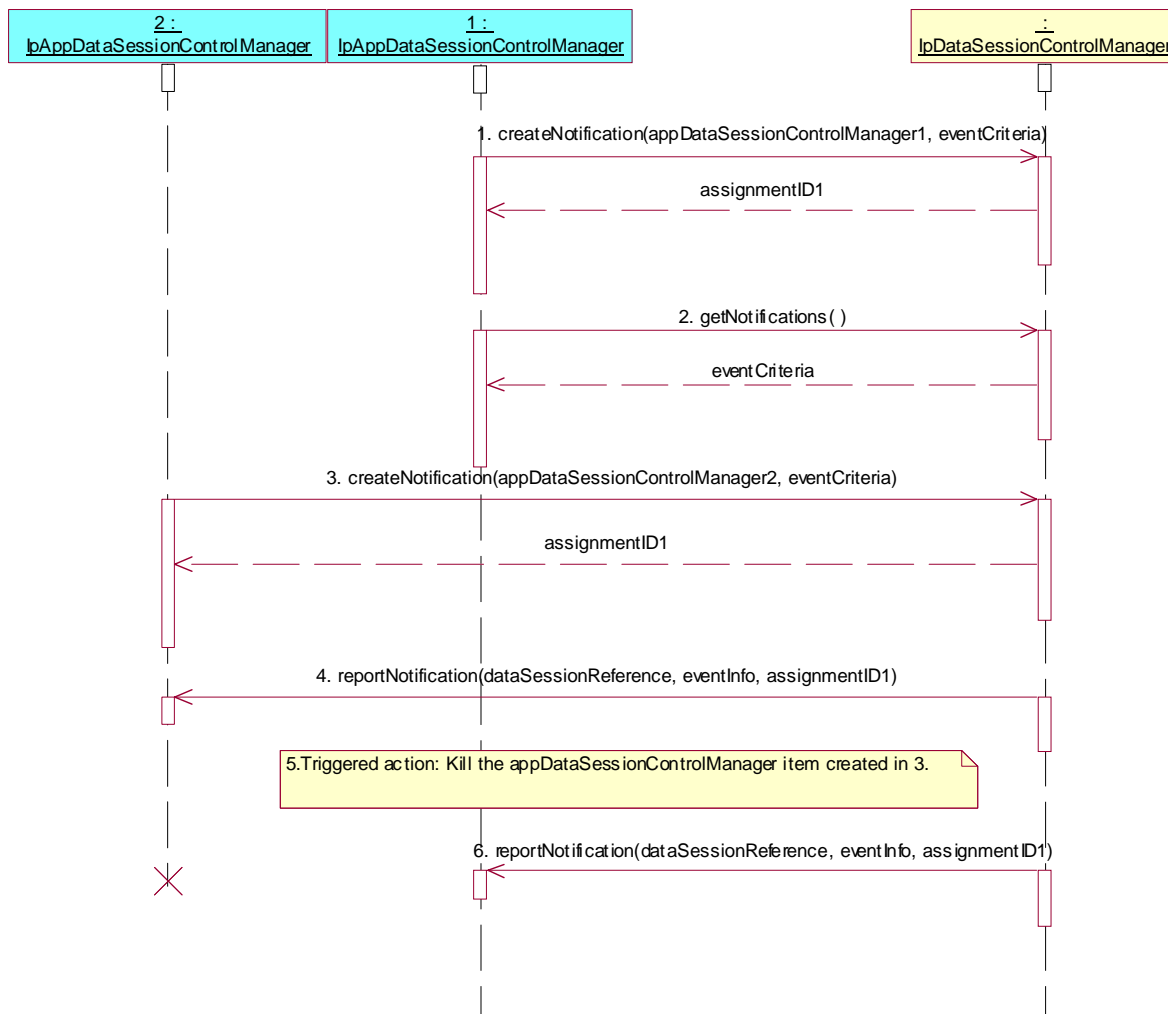 2 :
IpAppDataSessionControlManager
1 :
IpAppDataSessionControlManager
:
IpDataSessionControlManager
1. createNotification(appDataSessionControlManager1, eventCriteria)
assignmentID1
2. getNotifications( )
eventCriteria
3. createNotification(appDataSessionControlManager2, eventCriteria)
assignmentID1
4. reportNotification(dataSessionReference, eventInfo, assignmentID1)
5.Triggered action: Kill the appDataSessionControlManager item created in 3.
6. reportNotification(dataSessionReference, eventInfo, assignmentID1)